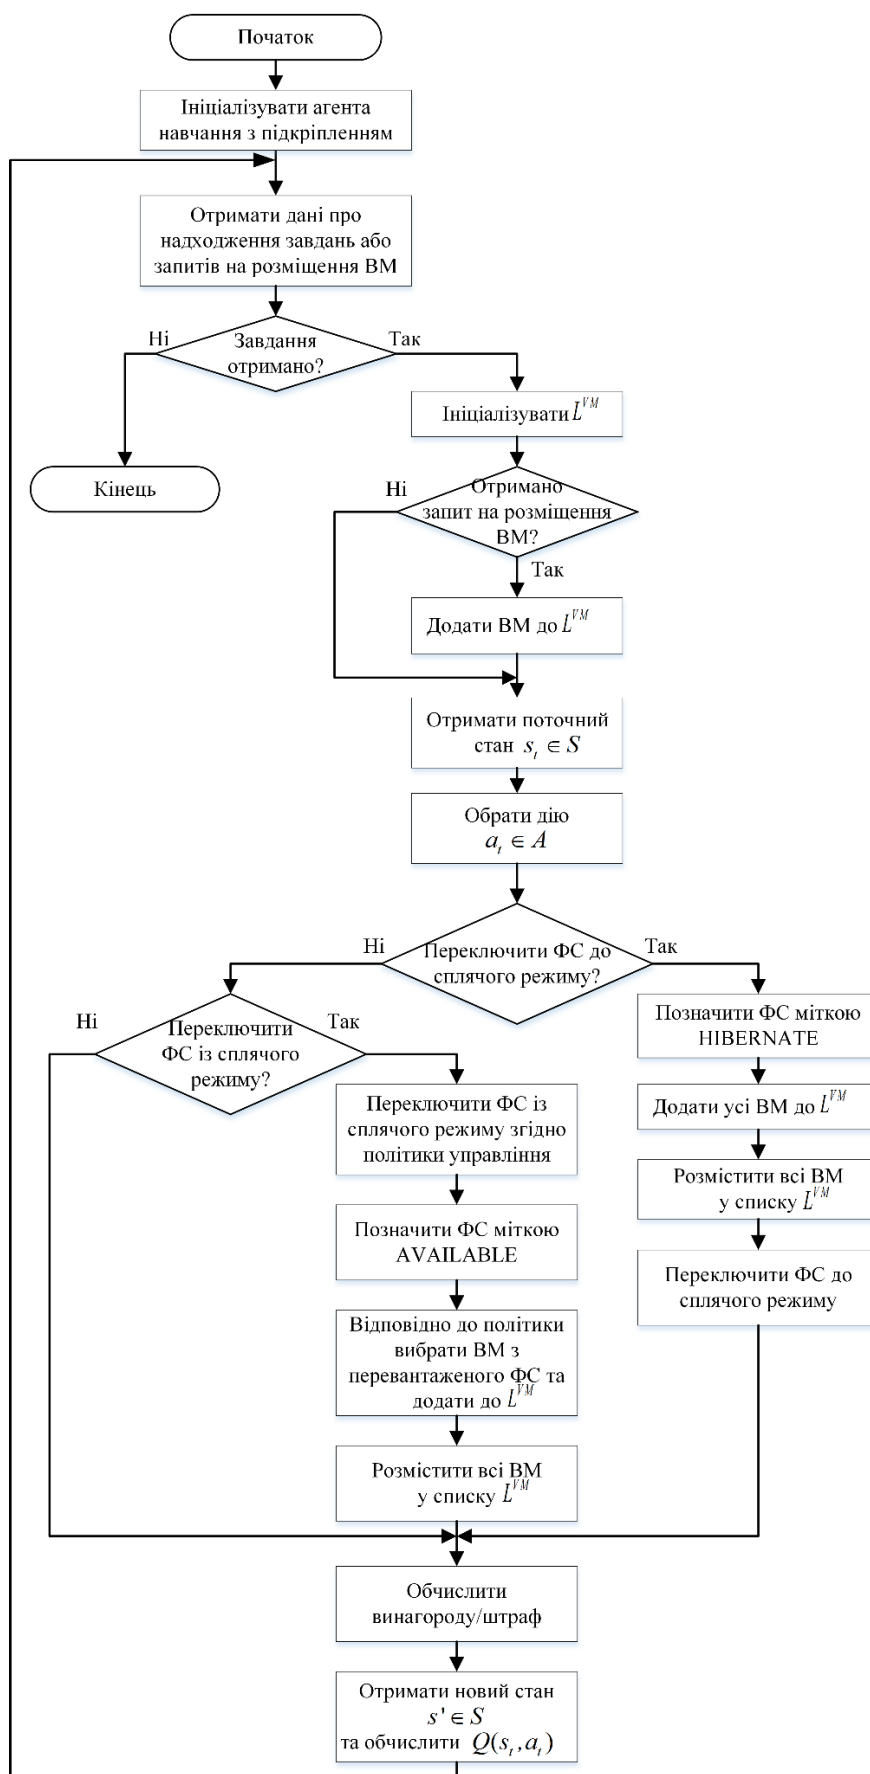 Початок
Ініціалізувати агента
навчання з підкріпленням
Отримати дані про
надходження завдань або
запитів на розміщення ВМ
Ні
Завдання
отримано?
Так
Ініціалізувати L^{VM}
Кінець
Ні
Отримано
запит на розміщення
ВМ?
Так
Додати ВМ до L^{VM}
Отримати поточний
стан s_t ∈ S
Обрати дію
a_t ∈ A
Ні
Переключити ФС до
сплячого режиму?
Так
Ні
Переключити
ФС із сплячого
режиму?
Так
Позначити ФС міткою
HIBERNATE
Переключити ФС із
сплячого режиму згідно
політики управління
Додати усі ВМ до L^{VM}
Розмістити всі ВМ
у списку L^{VM}
Позначити ФС міткою
AVAILABLE
Переключити ФС до
сплячого режиму
Відповідно до політики
вибрати ВМ з
перевантаженого ФС та
додати до L^{VM}
Розмістити всі ВМ
у списку L^{VM}
Обчислити
винагороду/штраф
Отримати новий стан
s' ∈ S
та обчислити Q(s_t, a_t)